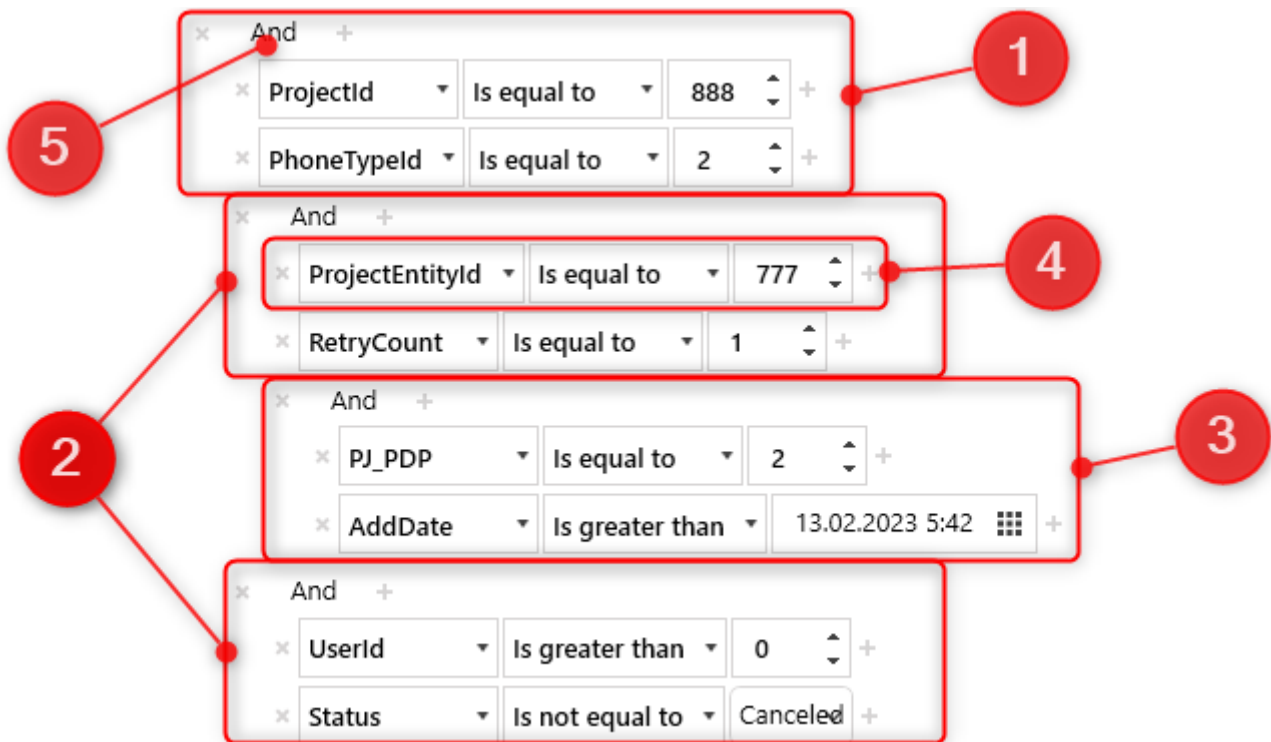 And
1
ProjectId Is equal to 888
5
PhoneTypeId Is equal to 2
And
ProjectEntityId Is equal to 777
4
RetryCount Is equal to 1
And
3
2
PJ_PDP Is equal to 2
AddDate Is greater than 13.02.2023 5:42
And
UserId Is greater than 0
Status Is not equal to Canceled